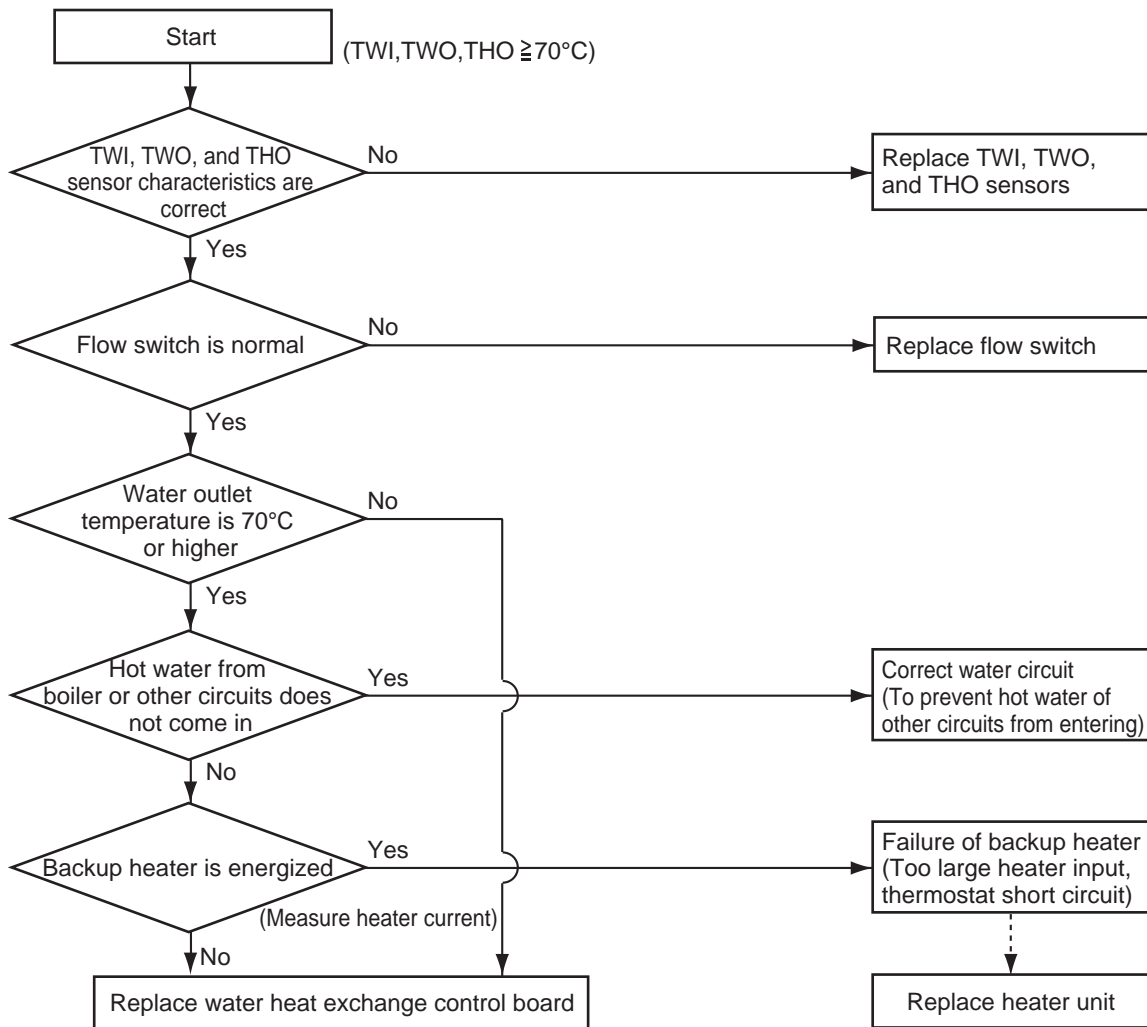 Start
(TWI,TWO,THO ≧70°C)
TWI, TWO, and THO
sensor characteristics are
correct
No
Replace TWI, TWO,
and THO sensors
Yes
Flow switch is normal
No
Replace flow switch
Yes
Water outlet
temperature is 70°C
or higher
No
Yes
Hot water from
boiler or other circuits does
not come in
Yes
Correct water circuit
(To prevent hot water of
other circuits from entering)
No
Backup heater is energized
Yes
(Measure heater current)
Failure of backup heater
(Too large heater input,
thermostat short circuit)
No
Replace water heat exchange control board
Replace heater unit